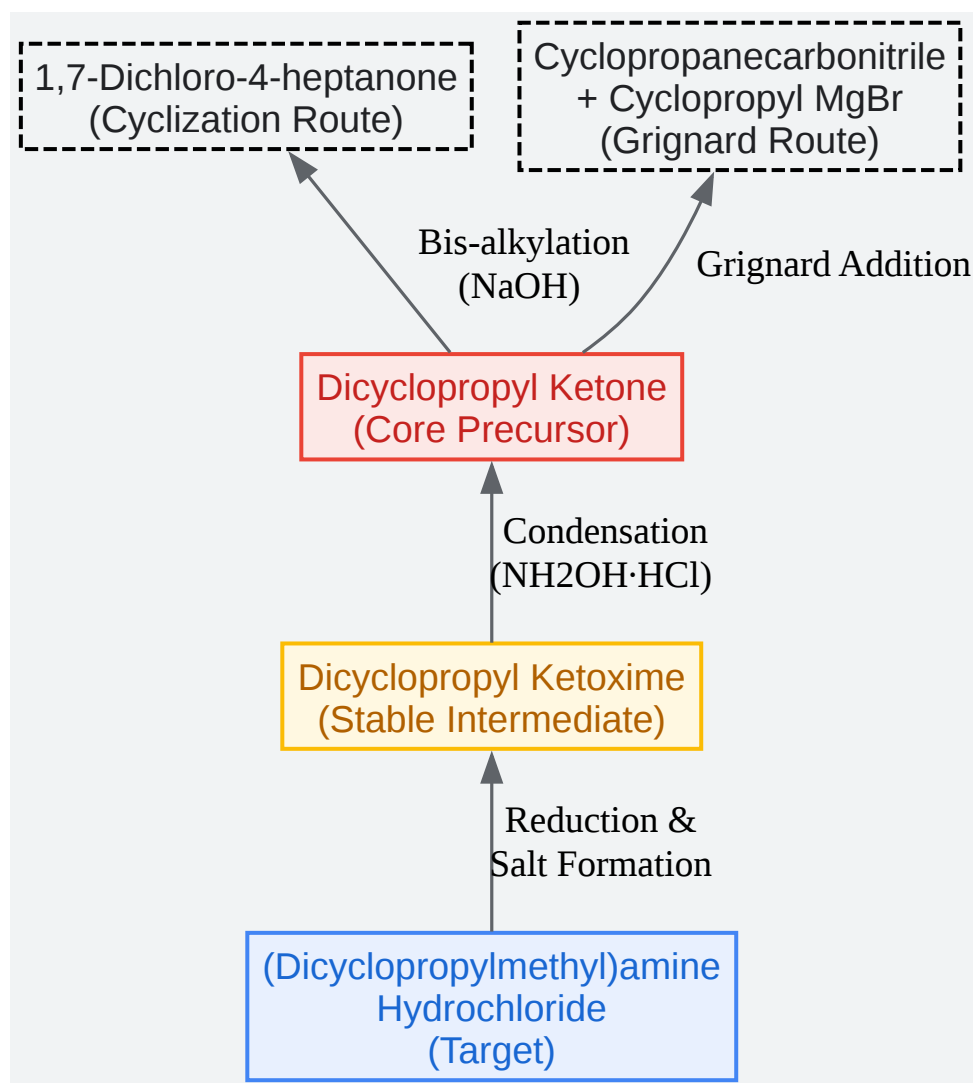 1,7-Dichloro-4-heptanone
(Cyclization Route)
Cyclopropanecarbonitrile
+ Cyclopropyl MgBr
(Grignard Route)
Bis-alkylation
(NaOH)
Grignard Addition
Dicyclopropyl Ketone
(Core Precursor)
Condensation
(NH2OH·HCl)
Dicyclopropyl Ketoxime
(Stable Intermediate)
Reduction &
Salt Formation
(Dicyclopropylmethyl)amine
Hydrochloride
(Target)